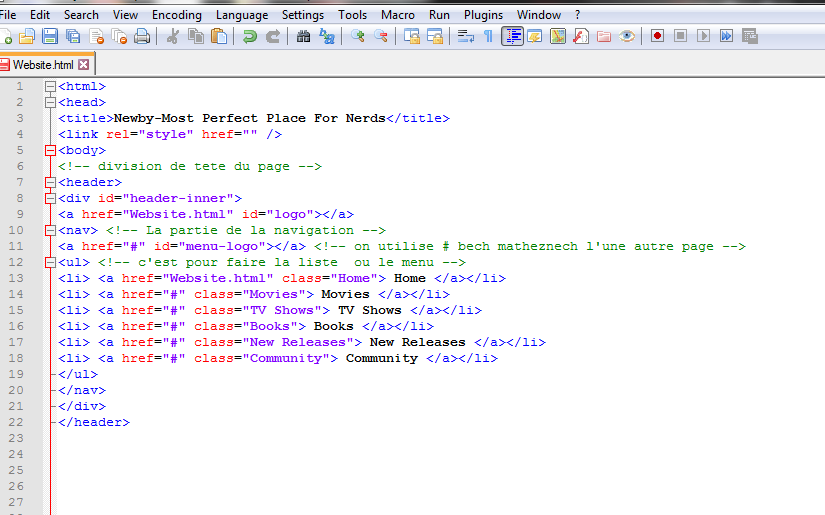 File Edit Search View Encoding Language Settings Tools Macro Run Plugins Window ?
Website.html
1 <html>
2 <head>
3 <title>Newby-Most Perfect Place For Nerds</title>
4 <link rel="style" href="" />
5 <body>
6 <!-- division de tete du page -->
7 <header>
8 <div id="header-inner">
9 <a href="Website.html" id="logo"></a>
10 <nav> <!-- La partie de la navigation -->
11 <a href="#" id="menu-logo"></a> <!-- on utilise # bech matheznech l'une autre page -->
12 <ul> <!-- c'est pour faire la liste  ou le menu -->
13 <li> <a href="Website.html" class="Home"> Home </a></li>
14 <li> <a href="#" class="Movies"> Movies </a></li>
15 <li> <a href="#" class="TV Shows"> TV Shows </a></li>
16 <li> <a href="#" class="Books"> Books </a></li>
17 <li> <a href="#" class="New Releases"> New Releases </a></li>
18 <li> <a href="#" class="Community"> Community </a></li>
19 </ul>
20 </nav>
21 </div>
22 </header>
23
24
25
26
27